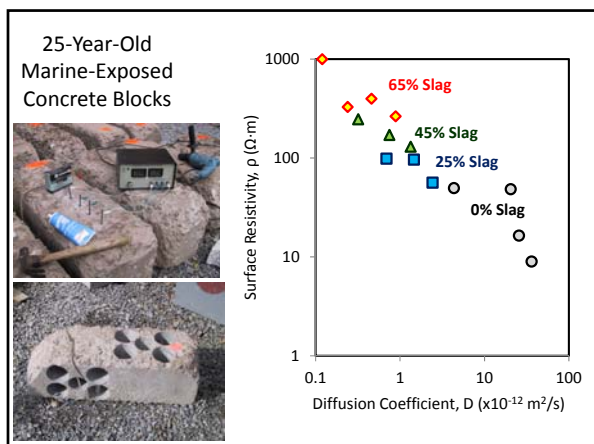 25-Year-Old
Marine-Exposed
Concrete Blocks
Surface Resistivity, ρ (Ω·m)
1000
100
10
1
65% Slag
45% Slag
25% Slag
0% Slag
0.1
1
10
100
Diffusion Coefficient, D (x10⁻¹² m²/s)